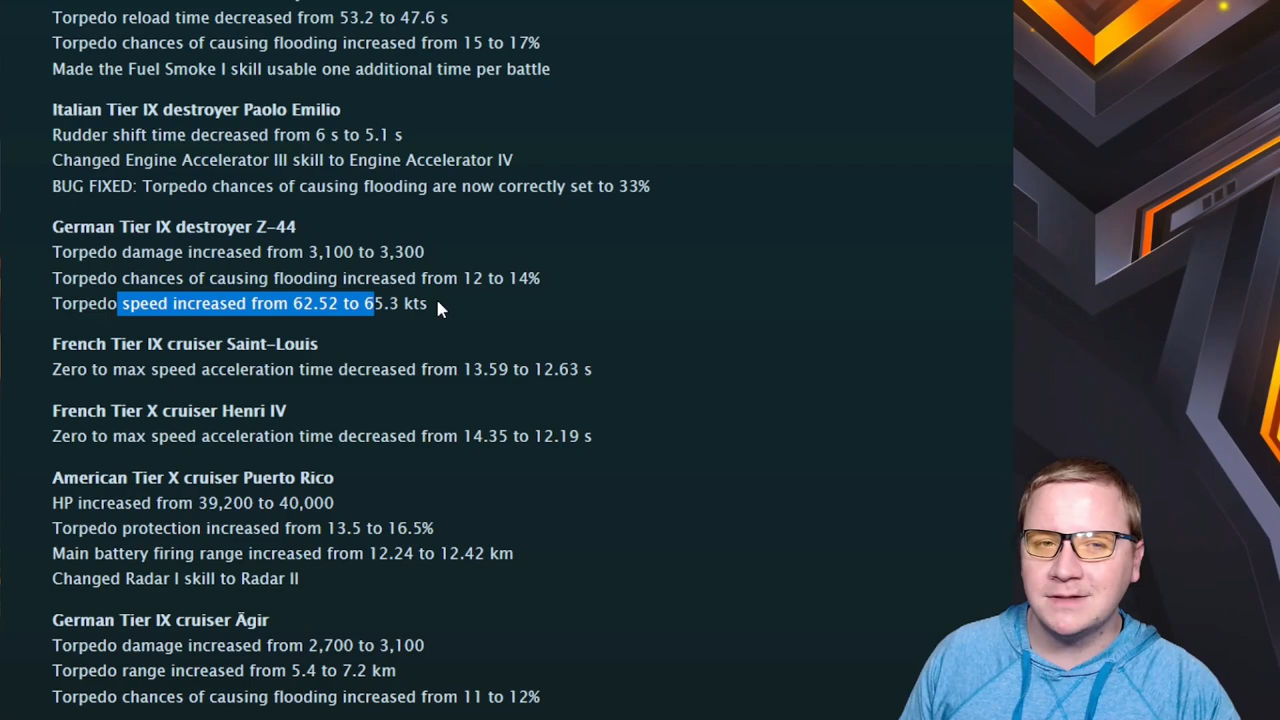 Torpedo reload time decreased from 53.2 to 47.6 s
Torpedo chances of causing flooding increased from 15 to 17%
Made the Fuel Smoke I skill usable one additional time per battle
Italian Tier IX destroyer Paolo Emilio
Rudder shift time decreased from 6 s to 5.1 s
Changed Engine Accelerator III skill to Engine Accelerator IV
BUG FIXED: Torpedo chances of causing flooding are now correctly set to 33%
German Tier IX destroyer Z-44
Torpedo damage increased from 3,100 to 3,300
Torpedo chances of causing flooding increased from 12 to 14%
Torpedo speed increased from 62.52 to 65.3 kts
French Tier IX cruiser Saint-Louis
Zero to max speed acceleration time decreased from 13.59 to 12.63 s
French Tier X cruiser Henri IV
Zero to max speed acceleration time decreased from 14.35 to 12.19 s
American Tier X cruiser Puerto Rico
HP increased from 39,200 to 40,000
Torpedo protection increased from 13.5 to 16.5%
Main battery firing range increased from 12.24 to 12.42 km
Changed Radar I skill to Radar II
German Tier IX cruiser Ägir
Torpedo damage increased from 2,700 to 3,100
Torpedo range increased from 5.4 to 7.2 km
Torpedo chances of causing flooding increased from 11 to 12%